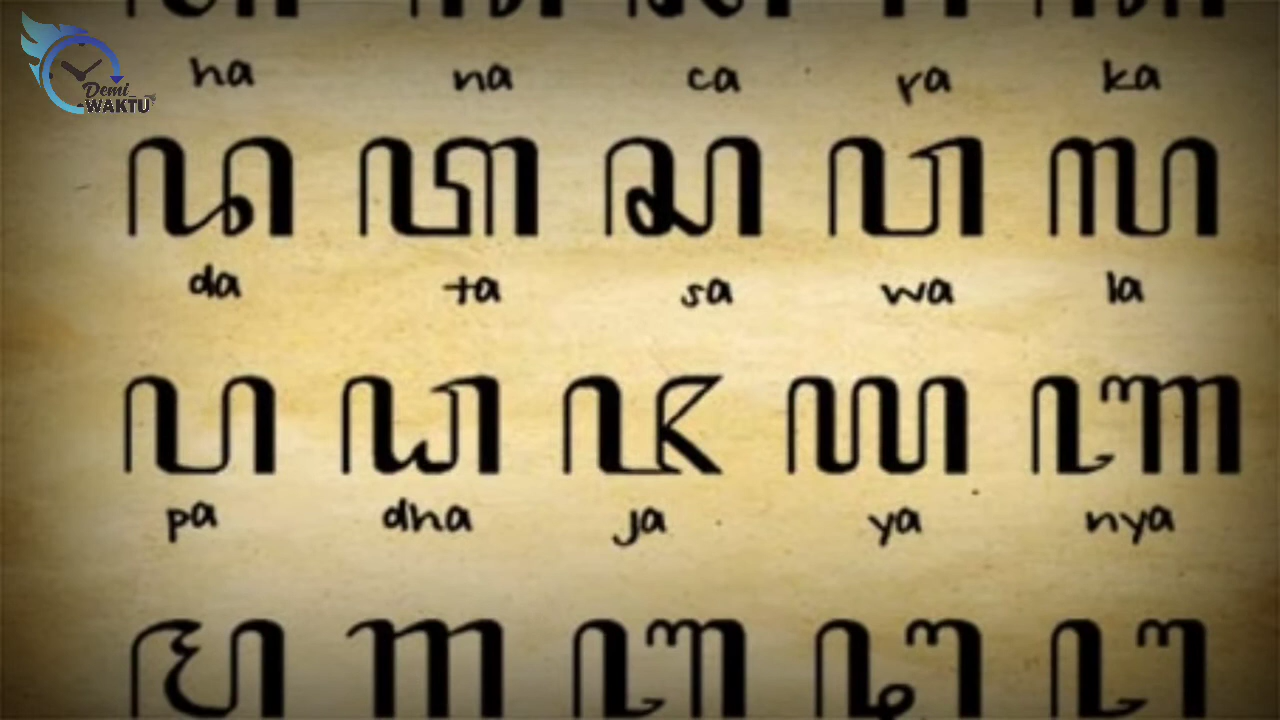 Demi
WAKTU
ha na ca ra ka
ꦢ ꦠ ꦱ ꦮ ꦭ
da ta sa wa la
ꦥ ꦝ ꦗ ꦪ ꦚ
pa dha ja ya nya
ꦩ ꦒ ꦧ ꦛ ꦔ